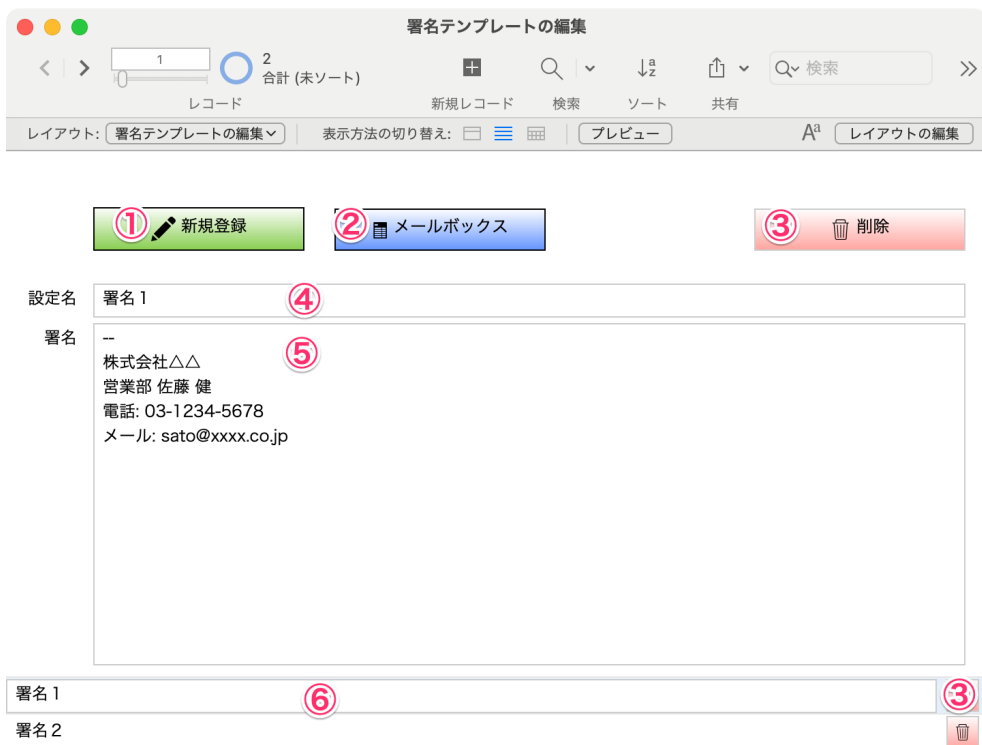 署名テンプレートの編集
1
2
合計 (未ソート)
検索
レコード
新規レコード
検索
ソート
共有
レイアウト:
署名テンプレートの編集
表示方法の切り替え:
プレビュー
Aa
レイアウトの編集
① 新規登録
② メールボックス
③ 削除
設定名
署名1
④
署名
--
⑤
株式会社△△
営業部 佐藤 健
電話: 03-1234-5678
メール: sato@xxxx.co.jp
署名1
⑥
③
署名2